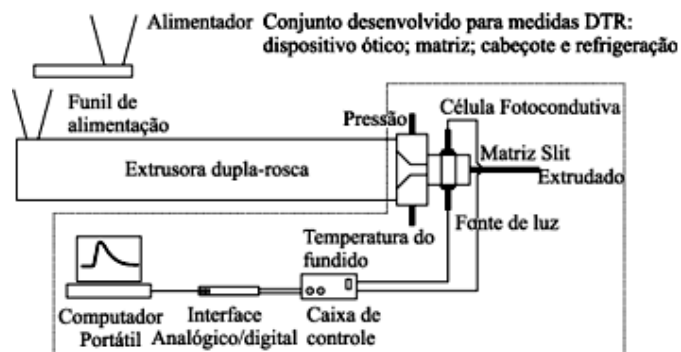 Alimentador
Conjunto desenvolvido para medidas DTR:
dispositivo ótico; matriz; cabeçote e refrigeração
Funil de
alimentação
Pressão
Célula Fotocondutiva
Matriz Slit
Extrusora dupla-rosca
Extrudado
Fonte de luz
Temperatura do
fundido
Computador
Portátil
Interface
Analógico/digital
Caixa de
controle